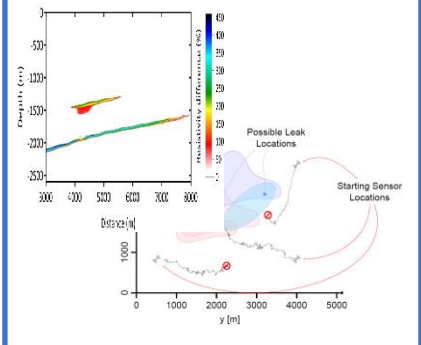 0
-500
-1000
-1500
-2000
-2500
Depth (m)
3000 4000 5000 6000 7000 8000
Distance (m)
450
400
350
300
250
200
150
100
50
0
Resistivity difference (%)
Possible Leak
Locations
Starting Sensor
Locations
1000
0
0 1000 2000 3000 4000 5000
y [m]